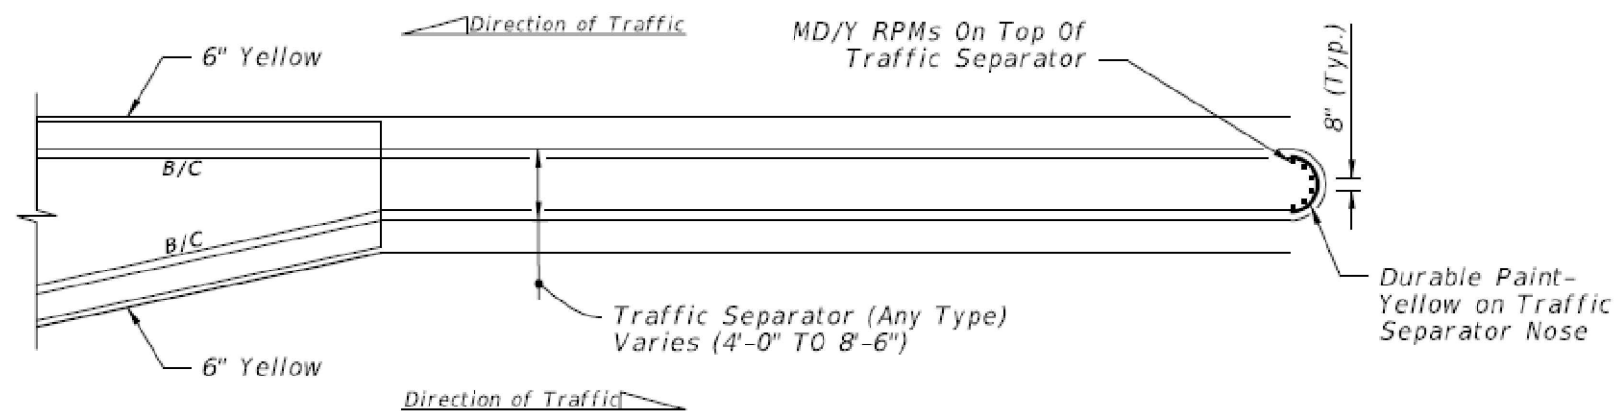 Direction of Traffic
MD/Y RPMs On Top Of
Traffic Separator
6" Yellow
8" (Typ.)
B/C
B/C
Durable Paint-
Yellow on Traffic
Separator Nose
Traffic Separator (Any Type)
Varies (4'-0" TO 8'-6")
6" Yellow
Direction of Traffic